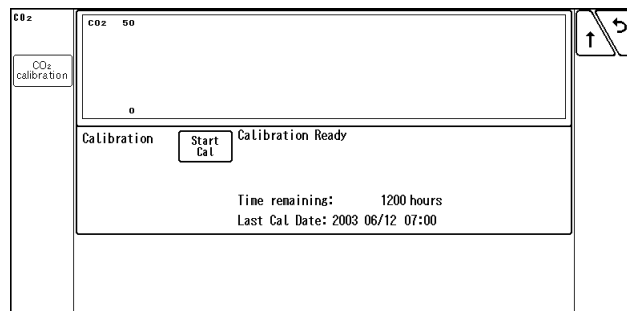 CO₂
CO₂
calibration
CO2 50
0
Calibration
Start
Cal
Calibration Ready
Time remaining: 1200 hours
Last Cal Date: 2003 06/12 07:00